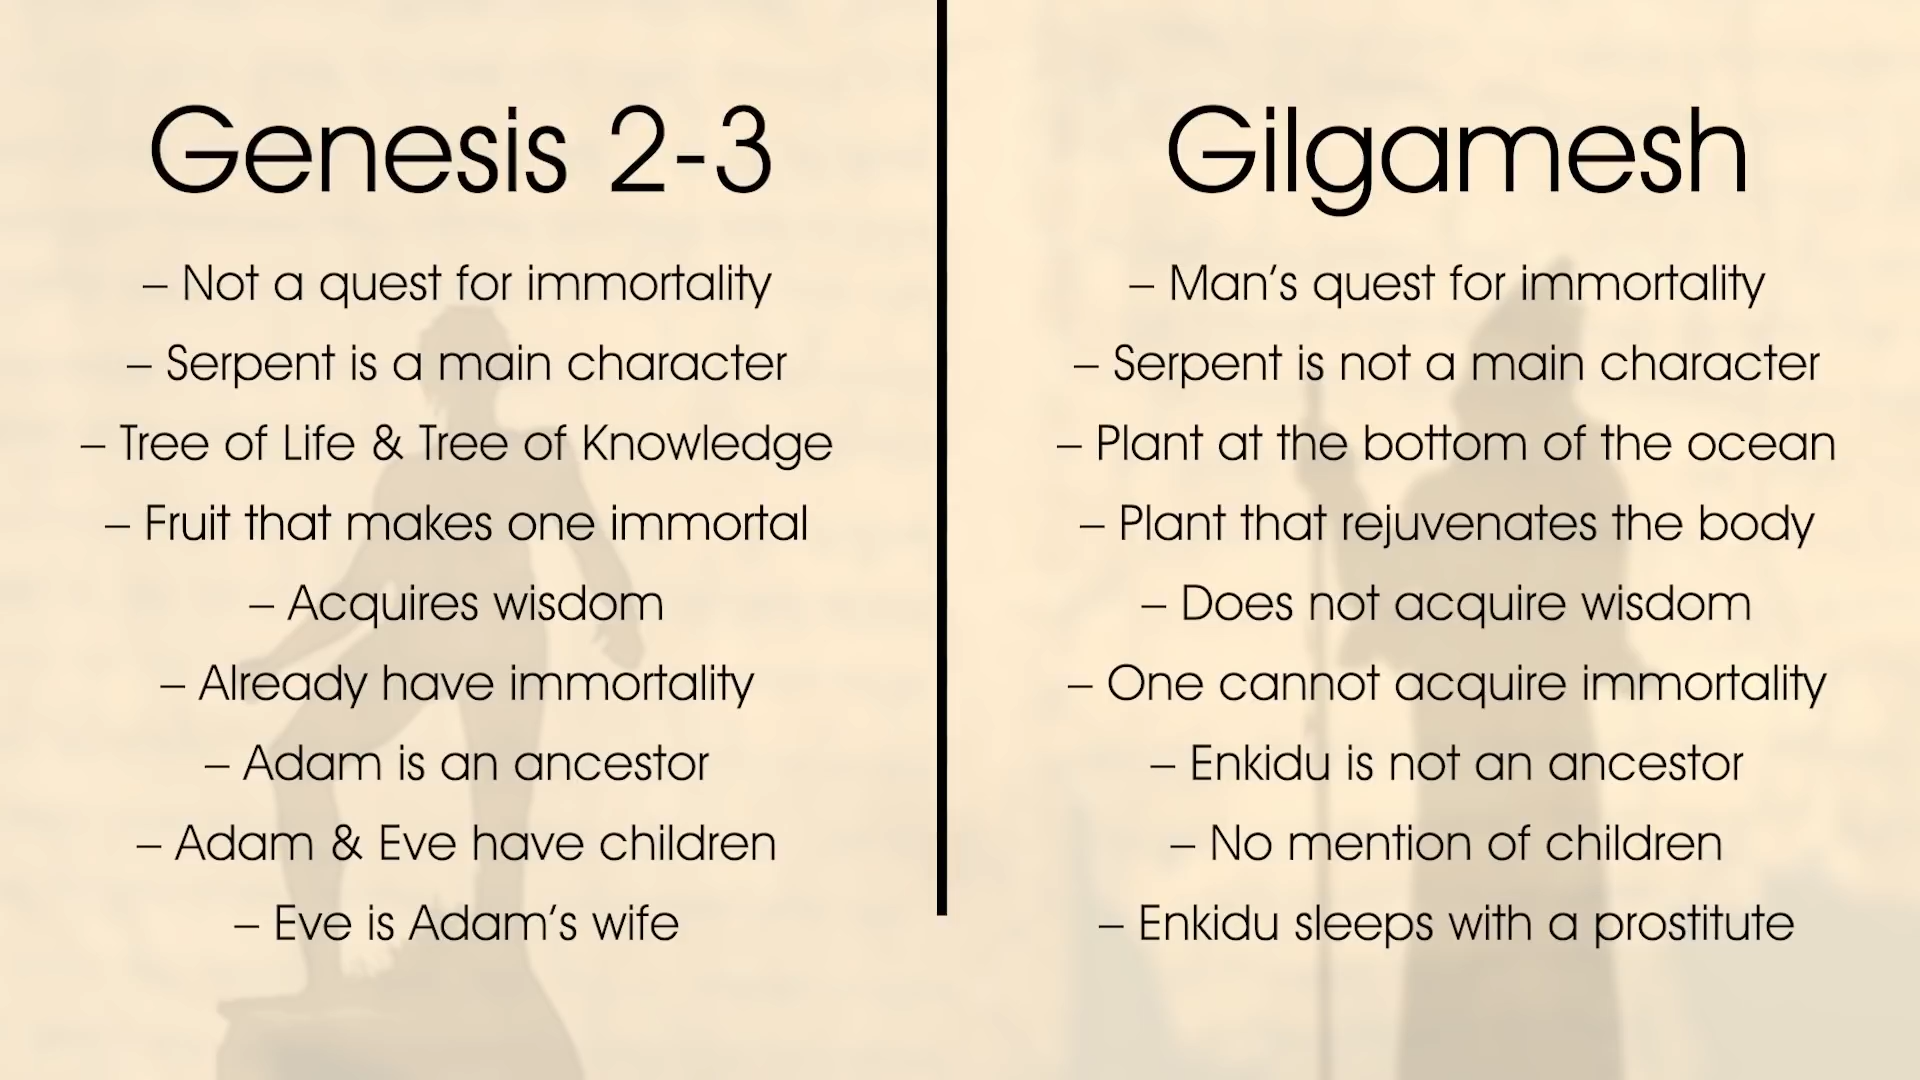 Genesis 2-3
– Not a quest for immortality
– Serpent is a main character
– Tree of Life & Tree of Knowledge
– Fruit that makes one immortal
– Acquires wisdom
– Already have immortality
– Adam is an ancestor
– Adam & Eve have children
– Eve is Adam’s wife
Gilgamesh
– Man’s quest for immortality
– Serpent is not a main character
– Plant at the bottom of the ocean
– Plant that rejuvenates the body
– Does not acquire wisdom
– One cannot acquire immortality
– Enkidu is not an ancestor
– No mention of children
– Enkidu sleeps with a prostitute